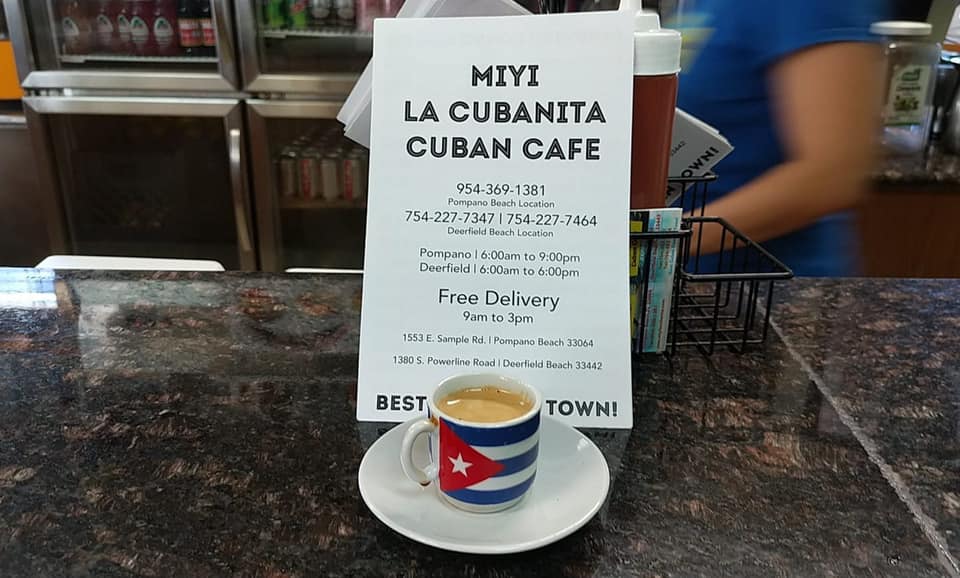 MIYI
LA CUBANITA
CUBAN CAFE
954-369-1381
Pompano Beach Location
754-227-7347 | 754-227-7464
Deerfield Beach Location
Pompano | 6:00am to 9:00pm
Deerfield | 6:00am to 6:00pm
Free Delivery
9am to 3pm
1553 E. Sample Rd. | Pompano Beach 33064
1380 S. Powerline Road | Deerfield Beach 33442
BEST TOWN!
33442
TOWN!